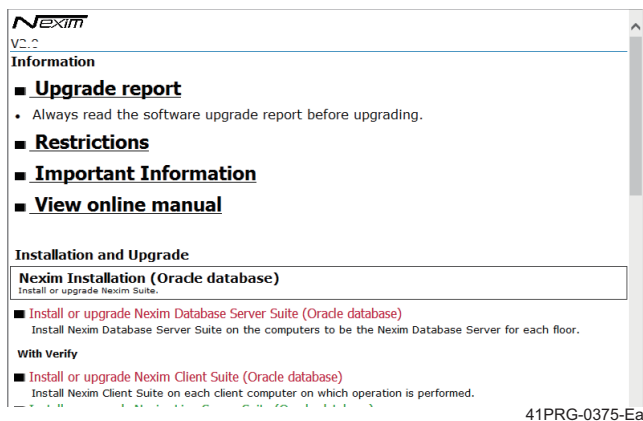 Nexim
Information
Upgrade report
Always read the software upgrade report before upgrading.
Restrictions
Important Information
View online manual
Installation and Upgrade
Nexim Installation (Oracle database)
Install or upgrade Nexim Suite.
Install or upgrade Nexim Database Server Suite (Oracle database)
Install Nexim Database Server Suite on the computers to be the Nexim Database Server for each floor.
With Verify
Install or upgrade Nexim Client Suite (Oracle database)
Install Nexim Client Suite on each client computer on which operation is performed.
41PRG-0375-Ea